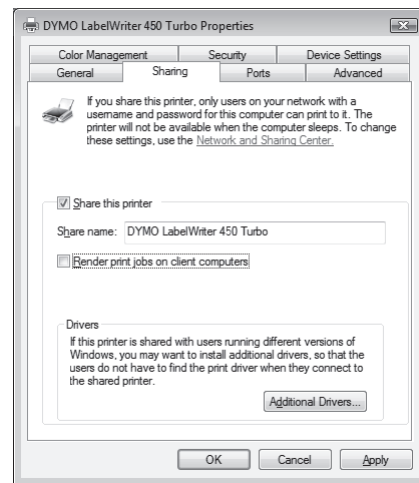 DYMO LabelWriter 450 Turbo Properties
Color Management Security Device Settings
General Sharing Ports Advanced
If you share this printer, only users on your network with a
username and password for this computer can print to it. The
printer will not be available when the computer sleeps. To change
these settings, use the Network and Sharing Center.
Share this printer
Share name: DYMO LabelWriter 450 Turbo
Render print jobs on client computers
Drivers
If this printer is shared with users running different versions of
Windows, you may want to install additional drivers, so that the
users do not have to find the print driver when they connect to
the shared printer.
Additional Drivers...
OK Cancel Apply